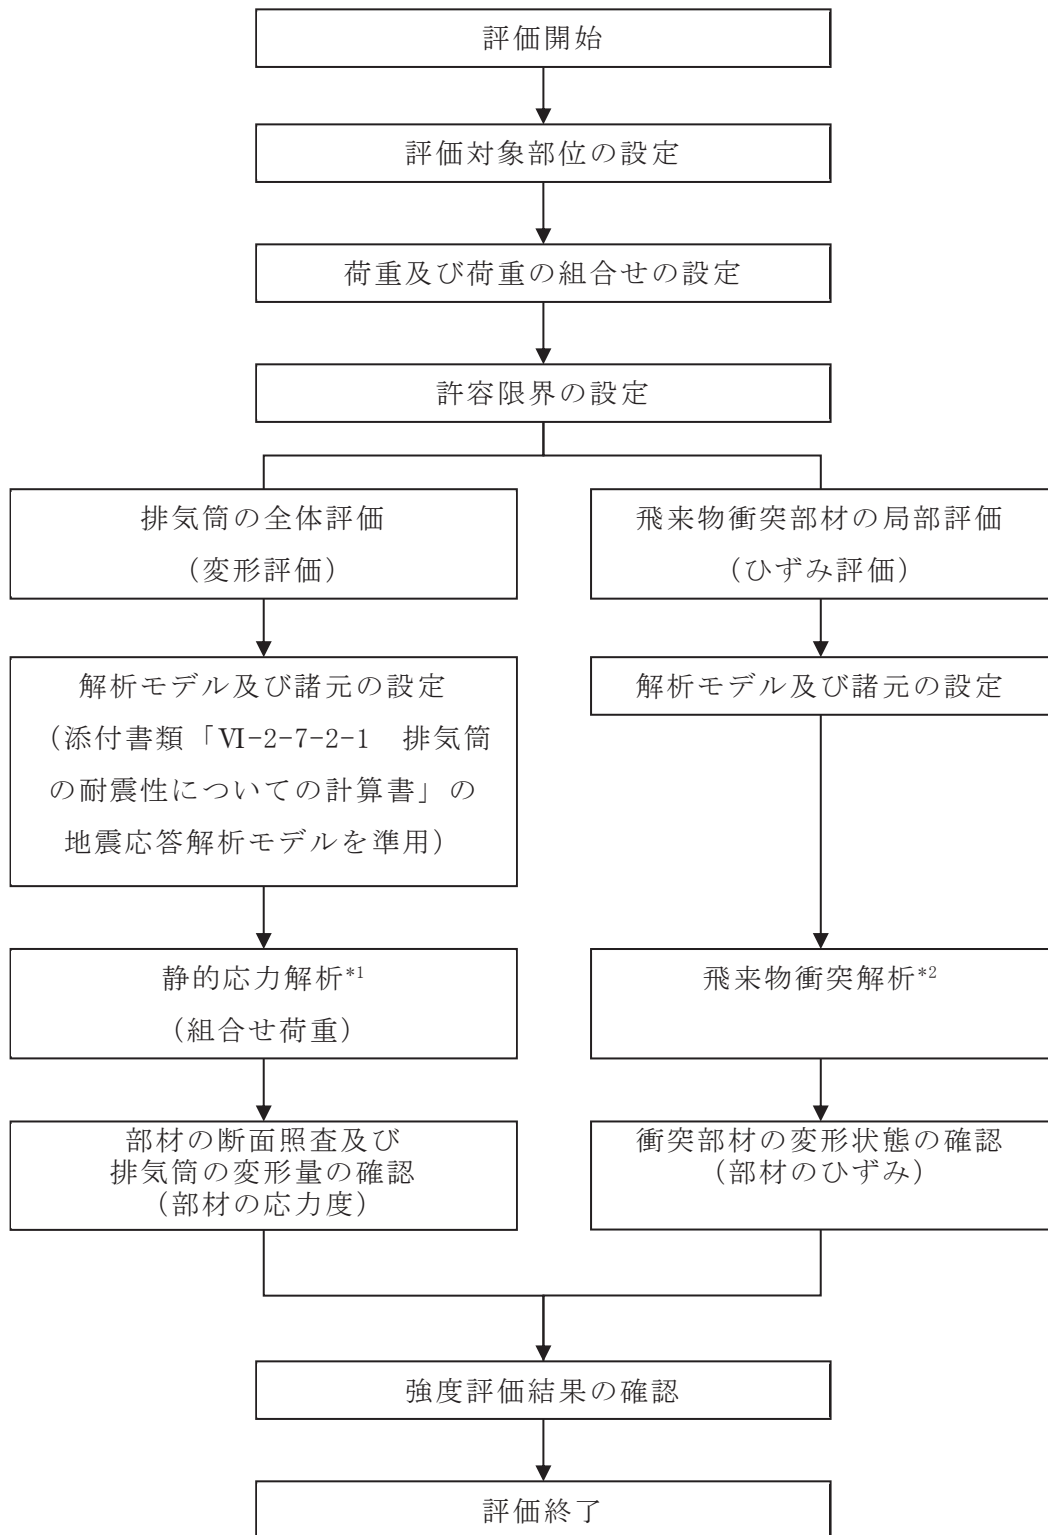 評価開始
評価対象部位の設定
荷重及び荷重の組合せの設定
許容限界の設定
排気筒の全体評価
（変形評価）
飛来物衝突部材の局部評価
（ひずみ評価）
解析モデル及び諸元の設定
（添付書類「Ⅵ-2-7-2-1　排気筒
の耐震性についての計算書」の
地震応答解析モデルを準用）
解析モデル及び諸元の設定
静的応力解析*1
（組合せ荷重）
飛来物衝突解析*2
部材の断面照査及び
排気筒の変形量の確認
（部材の応力度）
衝突部材の変形状態の確認
（部材のひずみ）
強度評価結果の確認
評価終了